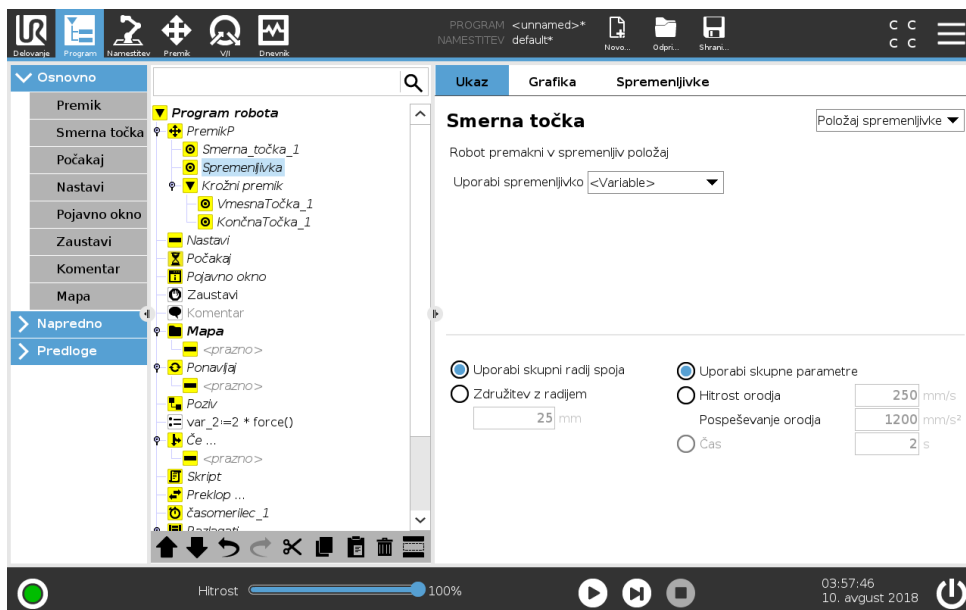 UR
PROGRAM <unnamed>*
NAMESTITEV default*
Delovanje Program Namestitev Premik V/I Dnevnik Novo... Odpri... Shrani...
C C
C C
Osnovno
Premik
Smerna točka
Počakaj
Nastavi
Pojavno okno
Zaustavi
Komentar
Mapa
Napredno
Predloge
Program robota
PremikP
Smerna_točka_1
Spremenljivka
Krožni premik
VmesnaTočka_1
KončnaTočka_1
Nastavi
Počakaj
Pojavno okno
Zaustavi
Komentar
Mapa
<prazno>
Ponavljaj
<prazno>
Poziv
var_2:=2 * force()
Če ...
<prazno>
Skript
Preklop ...
časomerilec_1
Ukaz Grafika Spremenljivke
Smerna točka
Položaj spremenljivke
Robot premakni v spremenljiv položaj
Uporabi spremenljivko <Variable>
Uporabi skupni radij spoja
Združitev z radijem
25 mm
Uporabi skupne parametre
Hitrost orodja 250 mm/s
Pospeševanje orodja 1200 mm/s²
Čas 2 s
Hitrost 100%
03:57:46
10. avgust 2018